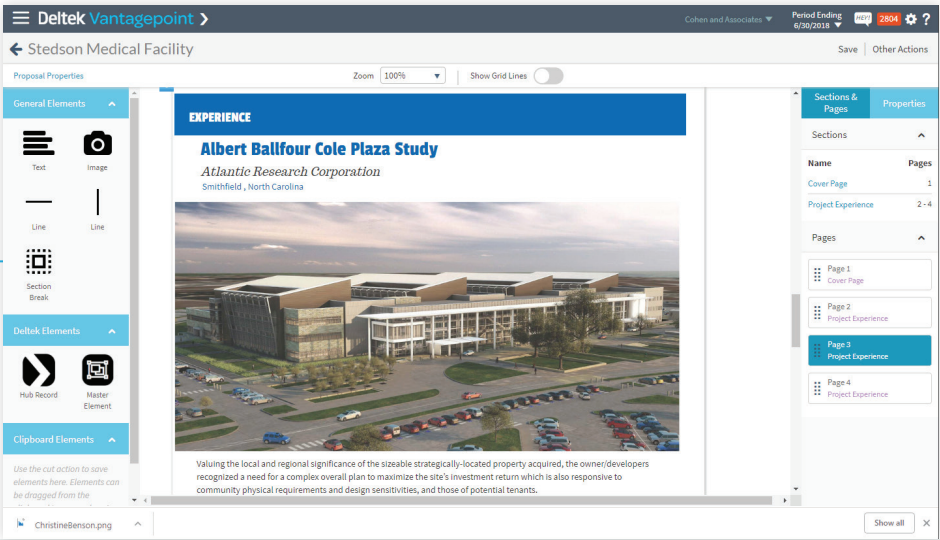 Deltek Vantagepoint
Cohen and Associates
Period Ending
6/30/2018
HEY!
2804
?
Stedson Medical Facility
Save
Other Actions
Proposal Properties
Zoom
100%
Show Grid Lines
General Elements
Text
Image
Line
Line
Section
Break
Deltek Elements
Hub Record
Master
Element
Clipboard Elements
Use the cut action to save
elements here. Elements can
be dragged from the
EXPERIENCE
Albert Ballfour Cole Plaza Study
Atlantic Research Corporation
Smithfield , North Carolina
Valuing the local and regional significance of the sizeable strategically-located property acquired, the owner/developers
recognized a need for a complex overall plan to maximize the site's investment return which is also responsive to
community physical requirements and design sensitivities, and those of potential tenants.
Sections &
Pages
Properties
Sections
Name
Pages
Cover Page
1
Project Experience
2 - 4
Pages
Page 1
Cover Page
Page 2
Project Experience
Page 3
Project Experience
Page 4
Project Experience
ChristineBenson.png
Show all